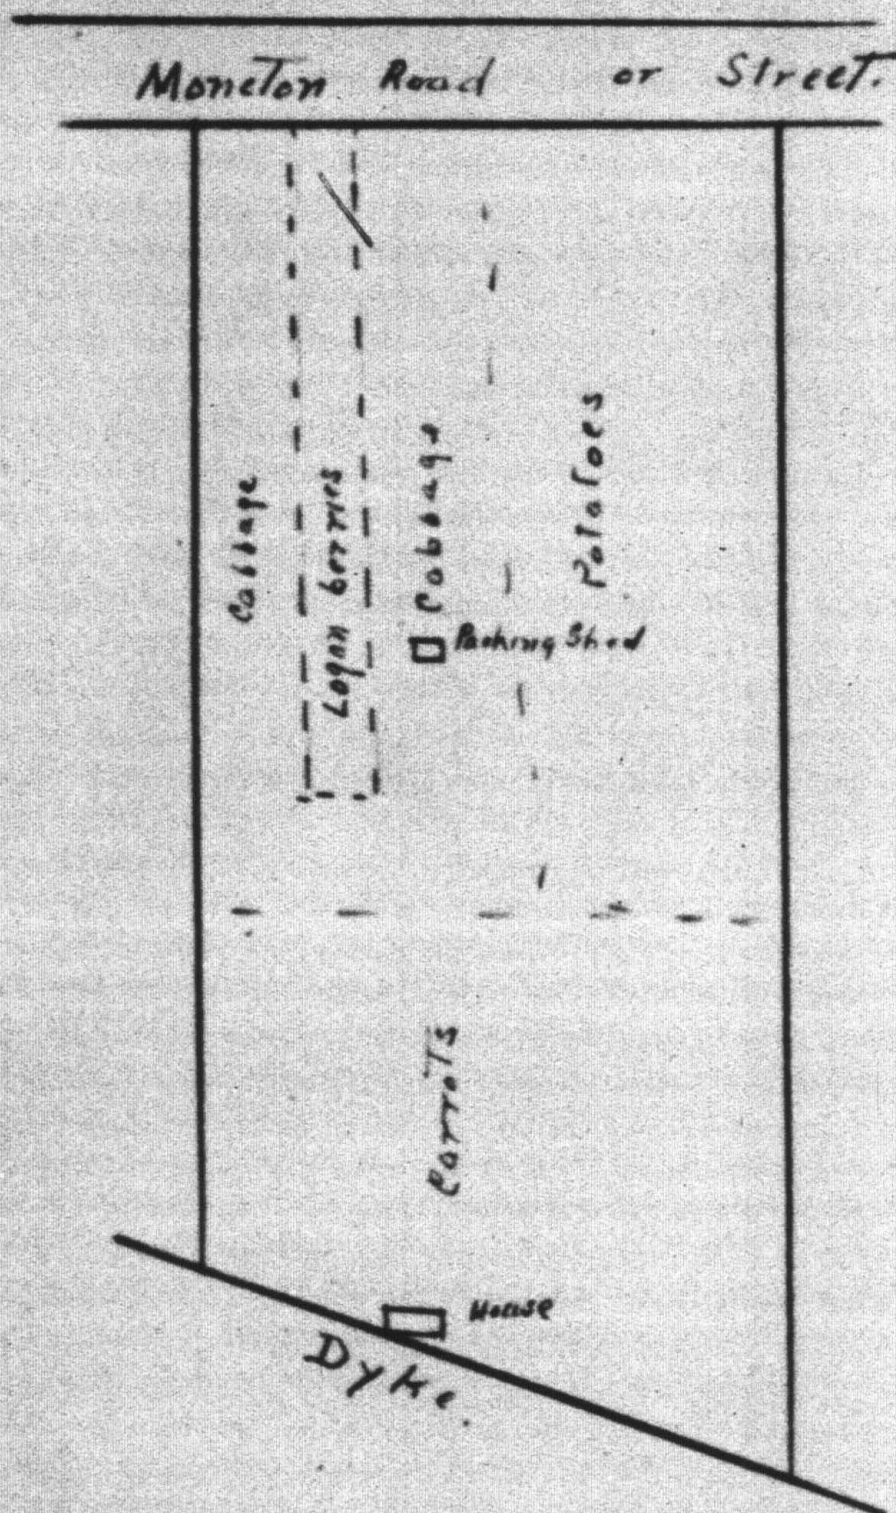 Moncton Road or Street.
Cabbage
Logan berries
Cabbage
Potatoes
Packing Shed
Carrots
House
Dyke.